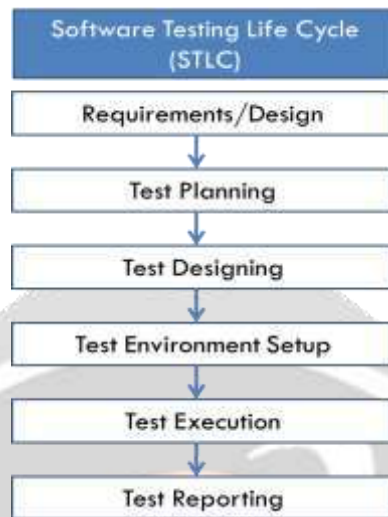 Software Testing Life Cycle
(STLC)
Requirements/Design
Test Planning
Test Designing
Test Environment Setup
Test Execution
Test Reporting